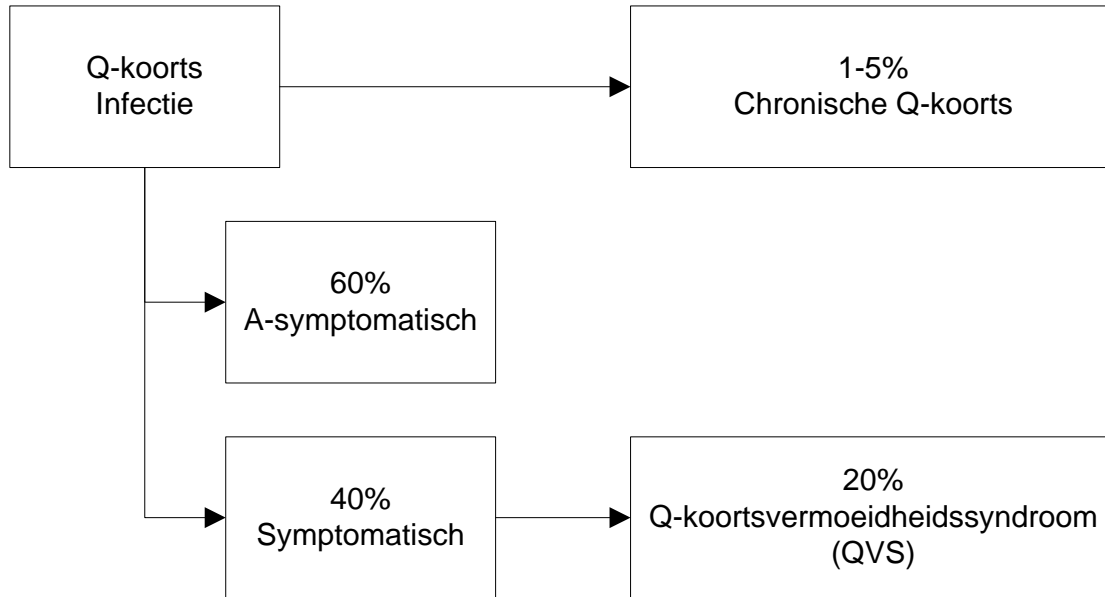 Q-koorts
Infectie
1-5%
Chronische Q-koorts
60%
A-symptomatisch
40%
Symptomatisch
20%
Q-koortsvermoeidheidssyndroom
(QVS)